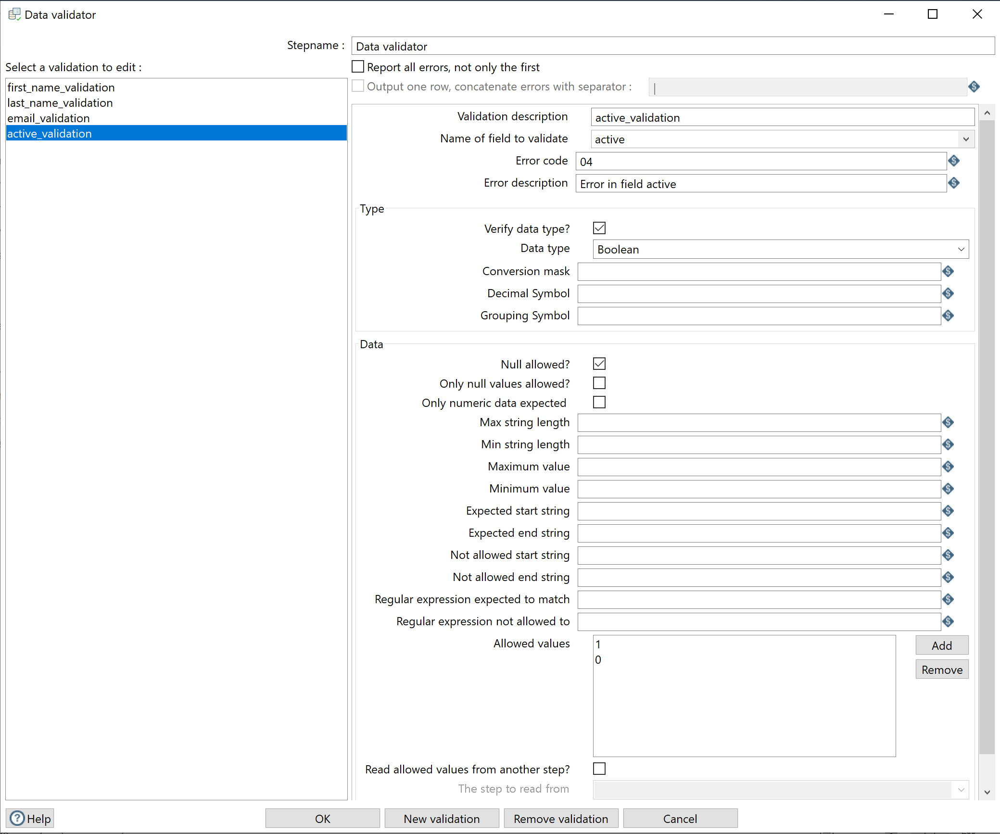 Data validator
Stepname :
Data validator
Select a validation to edit :
first_name_validation
last_name_validation
email_validation
active_validation
Report all errors, not only the first
Output one row, concatenate errors with separator :
|
Validation description
active_validation
Name of field to validate
active
Error code
04
Error description
Error in field active
Type
Verify data type?
Data type
Boolean
Conversion mask
Decimal Symbol
Grouping Symbol
Data
Null allowed?
Only null values allowed?
Only numeric data expected
Max string length
Min string length
Maximum value
Minimum value
Expected start string
Expected end string
Not allowed start string
Not allowed end string
Regular expression expected to match
Regular expression not allowed to
Allowed values
1
0
Add
Remove
Read allowed values from another step?
The step to read from
Help
OK
New validation
Remove validation
Cancel